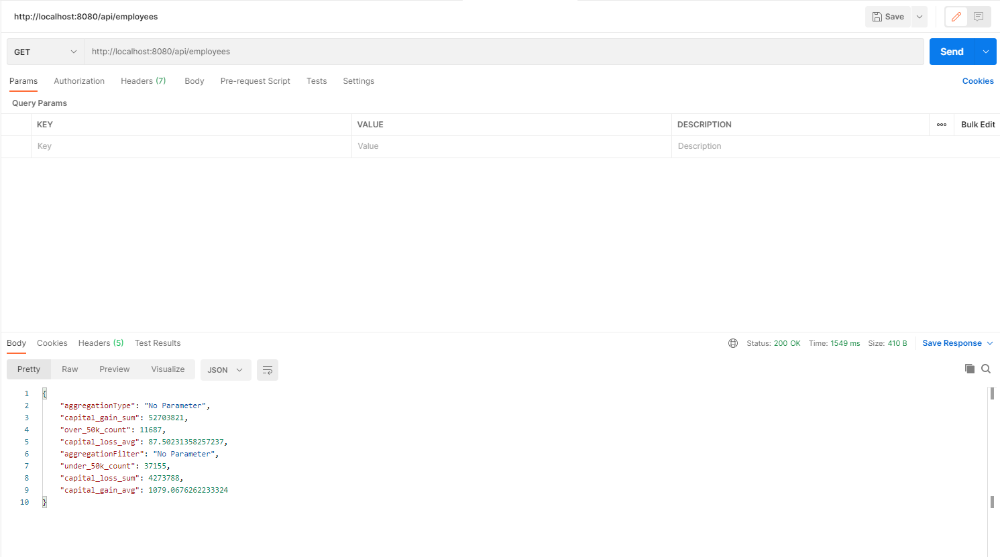 http://localhost:8080/api/employees Save
GET http://localhost:8080/api/employees Send
Params Authorization Headers (7) Body Pre-request Script Tests Settings Cookies
Query Params
KEY VALUE DESCRIPTION ooo Bulk Edit
Key Value Description
Body Cookies Headers (5) Test Results Status: 200 OK Time: 1549 ms Size: 410 B Save Response
Pretty Raw Preview Visualize JSON
1 {
2 "aggregationType": "No Parameter",
3 "capital_gain_sum": 52703821,
4 "over_50k_count": 11687,
5 "capital_loss_avg": 87.50231358257237,
6 "aggregationFilter": "No Parameter",
7 "under_50k_count": 37155,
8 "capital_loss_sum": 4273788,
9 "capital_gain_avg": 1079.0676262233324
10 }